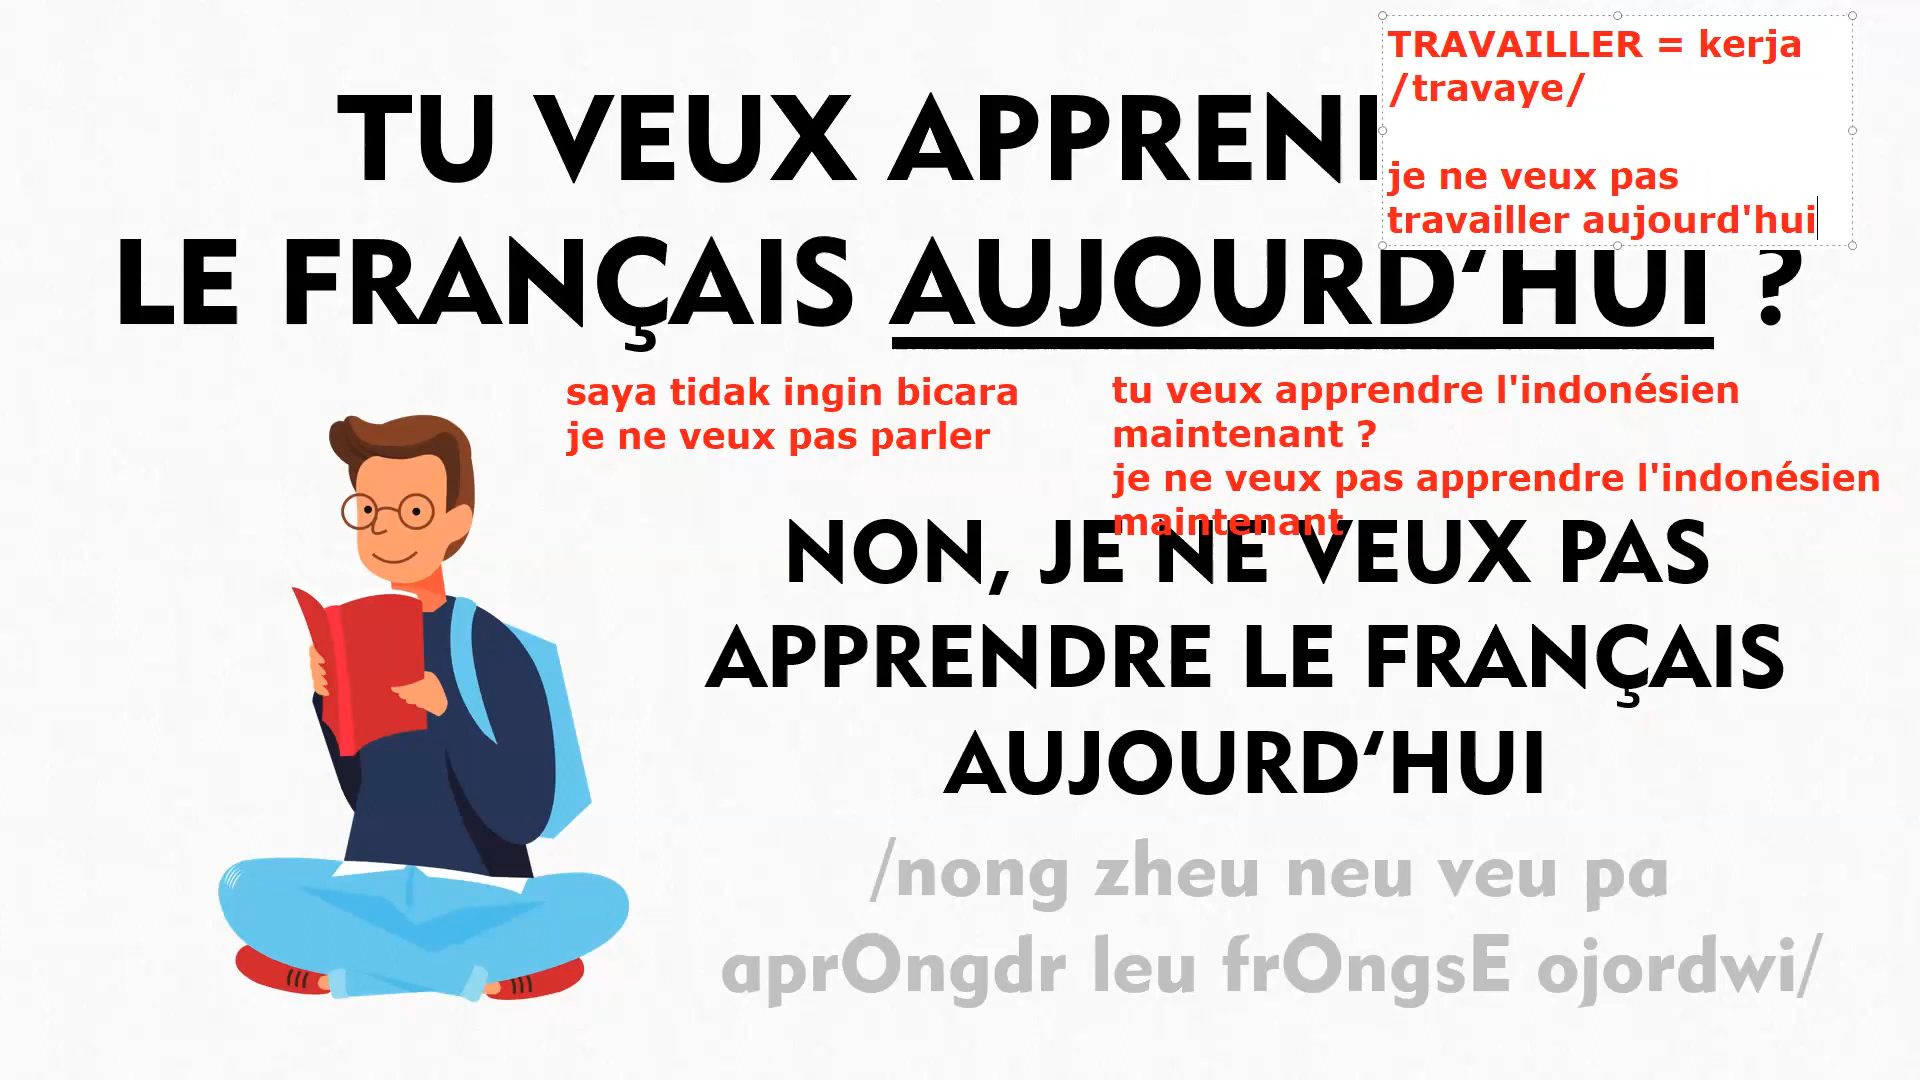 TRAVAILLER = kerja
/travaye/
je ne veux pas
travailler aujourd'hui
TU VEUX
LE FRANÇAIS AUJOURD‘HUI ?
saya tidak ingin bicara
je ne veux pas parler
tu veux apprendre l'indonésien
maintenant ?
je ne veux pas apprendre l'indonésien
maintenant
NON, JE NE VEUX PAS
APPRENDRE LE FRANÇAIS
AUJOURD‘HUI
/nong zheu neu veu pa
aprOngdr leu frOngsE ojordwi/